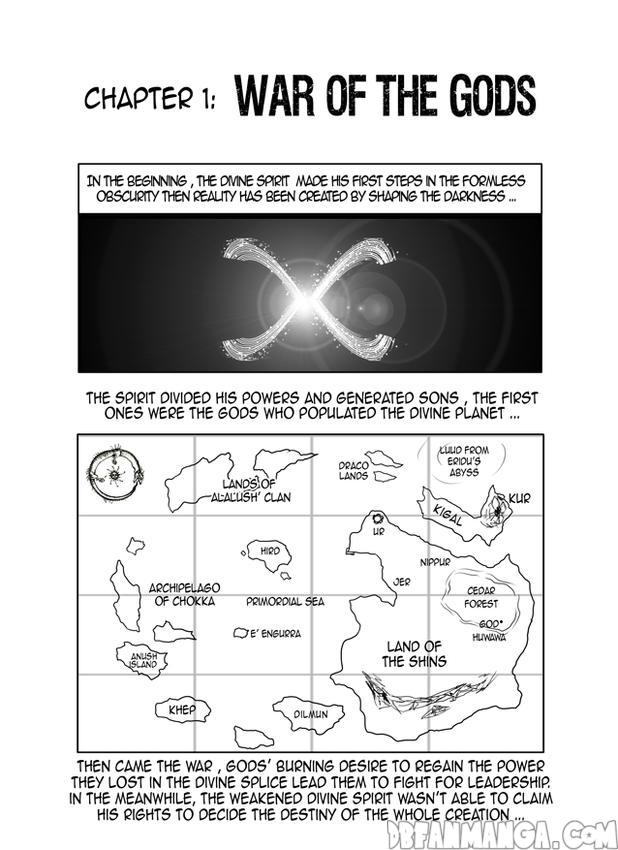 CHAPTER 1: WAR OF THE GODS
IN THE BEGINNING , THE DIVINE SPIRIT MADE HIS FIRST STEPS IN THE FORMLESS
OBSCURITY THEN REALITY HAS BEEN CREATED BY SHAPING THE DARKNESS ...
THE SPIRIT DIVIDED HIS POWERS AND GENERATED SONS , THE FIRST
ONES WERE THE GODS WHO POPULATED THE DIVINE PLANET ...
LANDS OF
ALALUSH' CLAN
DRACO
LANDS
LULU FROM
ERIDU'S
ABYSS
KIGAL
KUR
UR
NIPPUR
HIRD
JER
CEDAR
FOREST
GOD
HUWAWA
ARCHIPELAGO
OF CHOKKA
PRIMORDIAL SEA
E' ENGURRA
LAND OF
THE SHINS
ANUSH
ISLAND
KHEP
DILMUN
THEN CAME THE WAR , GODS' BURNING DESIRE TO REGAIN THE POWER
THEY LOST IN THE DIVINE SPLICE LEAD THEM TO FIGHT FOR LEADERSHIP.
IN THE MEANWHILE, THE WEAKENED DIVINE SPIRIT WASN'T ABLE TO CLAIM
HIS RIGHTS TO DECIDE THE DESTINY OF THE WHOLE CREATION ...
DBFANMANGA.COM